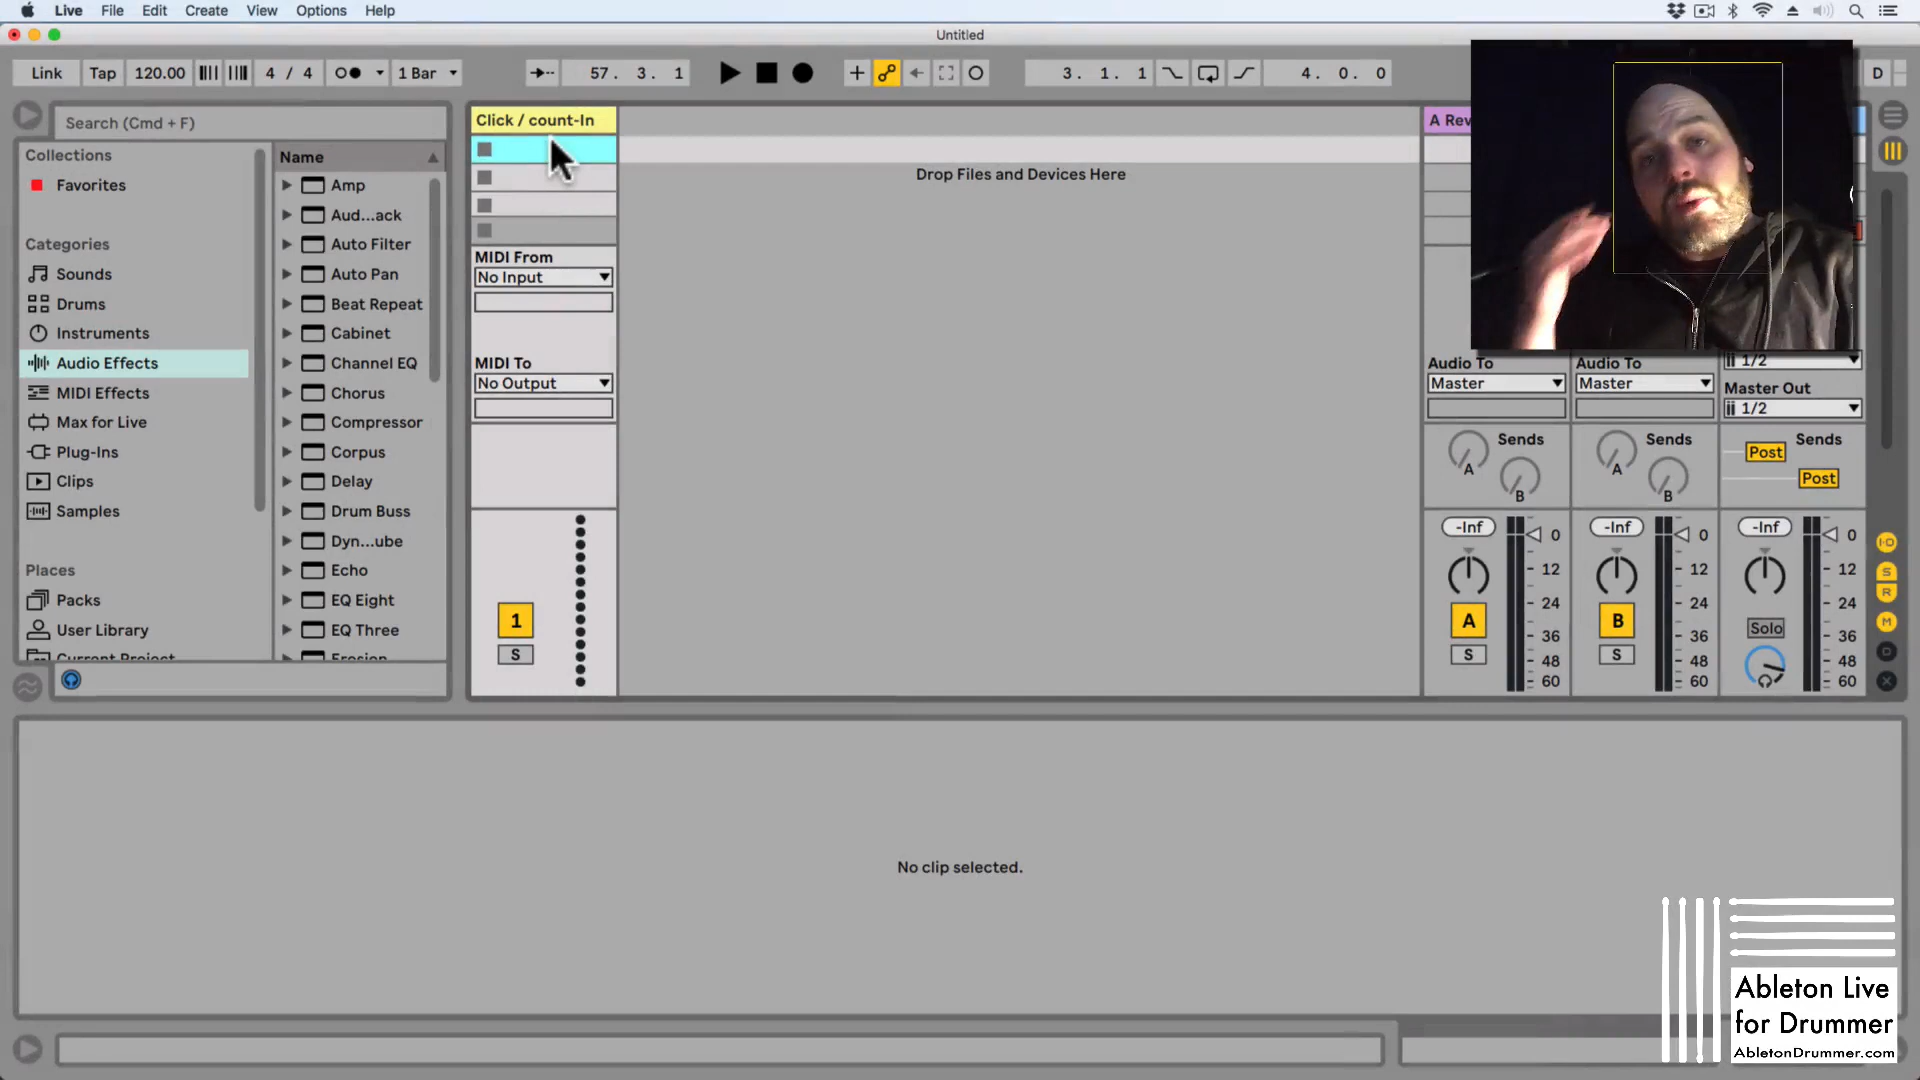 Live File Edit Create View Options Help
Untitled
Link Tap 120.00 4 / 4 1 Bar 57. 3. 1 3. 1. 1 4. 0. 0 D
Search (Cmd + F)
Collections
Favorites
Categories
Sounds
Drums
Instruments
Audio Effects
MIDI Effects
Max for Live
Plug-Ins
Clips
Samples
Places
Packs
User Library
Current Project
Name
Amp
Aud...ack
Auto Filter
Auto Pan
Beat Repeat
Cabinet
Channel EQ
Chorus
Compressor
Corpus
Delay
Drum Buss
Dyn...ube
Echo
EQ Eight
EQ Three
Erosion
Click / count-In
MIDI From
No Input
MIDI To
No Output
1
S
Drop Files and Devices Here
A Rev
Audio To
Master
Sends
A
B
-Inf
0
12
24
36
48
60
A
S
Audio To
Master
Sends
A
B
-Inf
0
12
24
36
48
60
B
S
1/2
Master Out
1/2
Sends
Post
Post
-Inf
0
12
24
36
48
60
Solo
I·O
S
R
M
D
X
No clip selected.
Ableton Live
for Drummer
AbletonDrummer.com